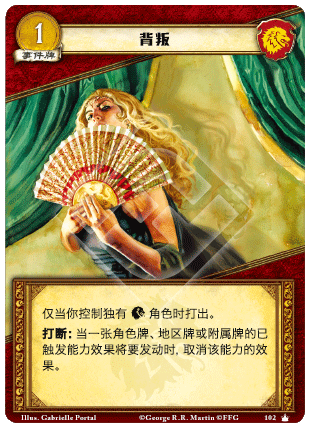 1
事件牌
背叛
仅当你控制独有 角色时打出。
打断：当一张角色牌、地区牌或附属牌的已
触发能力效果将要发动时，取消该能力的效
果。
Illus. Gabrielle Portal ©George R.R. Martin ©FFG 102